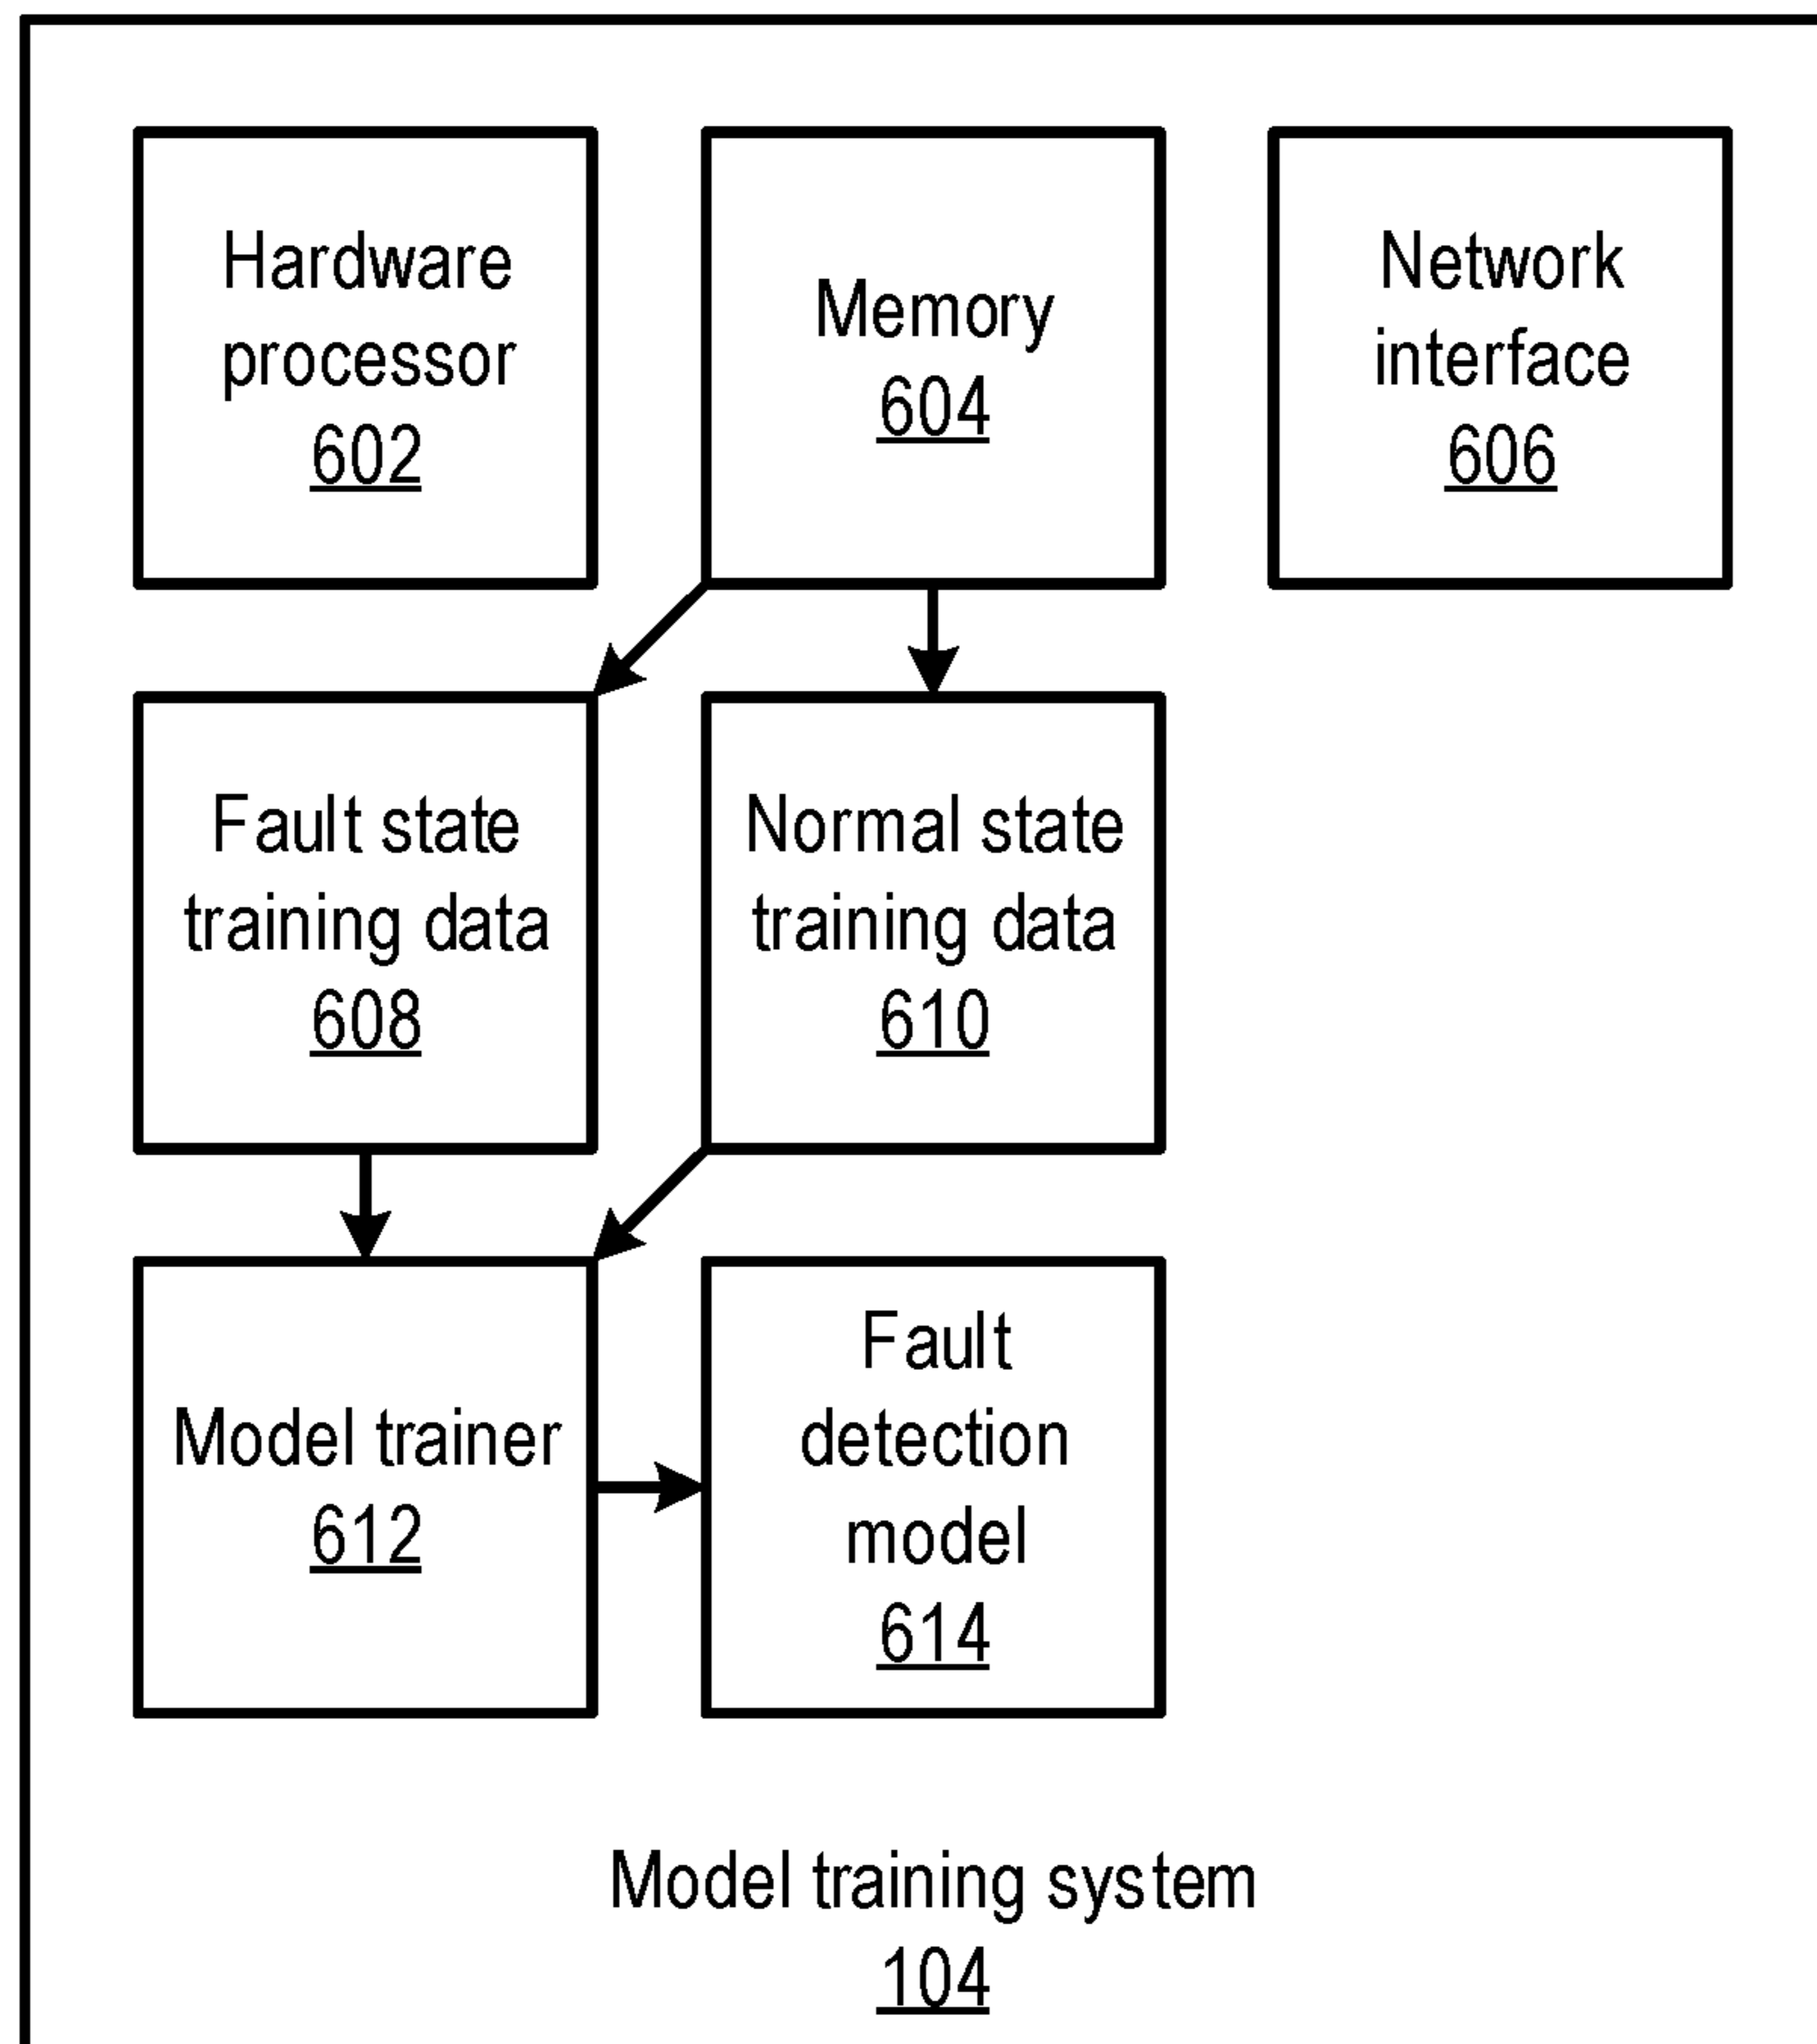 Hardware
processor
602
Memory
604
Network
interface
606
Fault state
training data
608
Normal state
training data
610
Model trainer
612
Fault
detection
model
614
Model training system
104